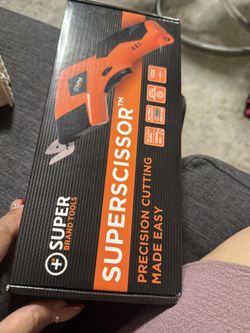 SUPER
BRAND TOOLS
SUPERSCISSOR™
PRECISION CUTTING
MADE EASY